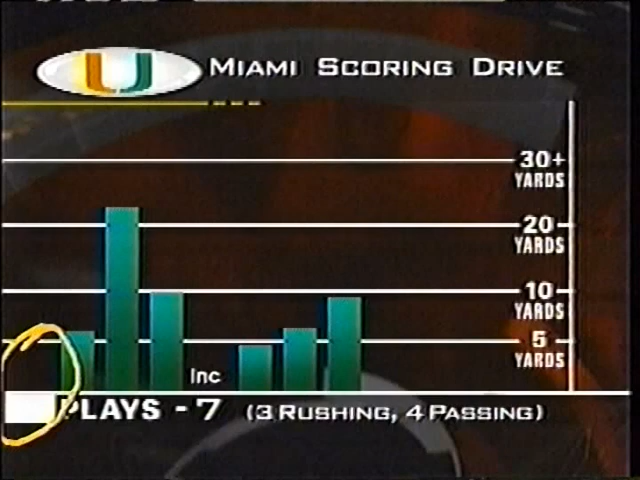 U MIAMI SCORING DRIVE
30+
YARDS
20
YARDS
10
YARDS
5
YARDS
Inc
PLAYS - 7 (3 RUSHING, 4 PASSING)